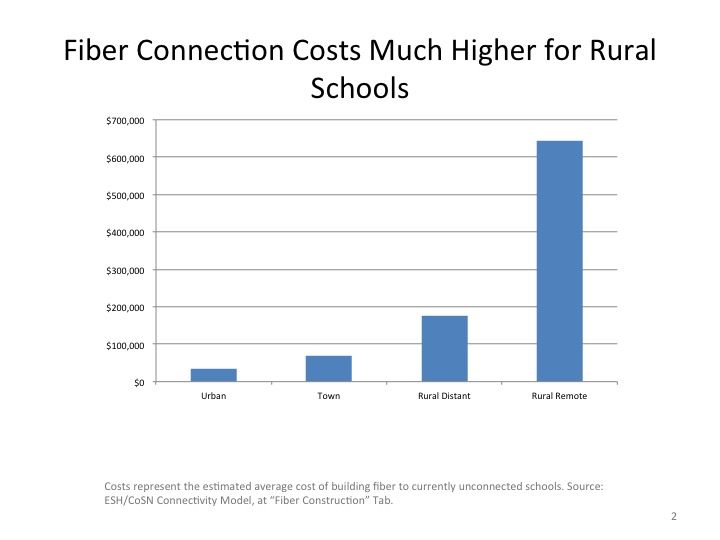 Fiber Connection Costs Much Higher for Rural
Schools
$700,000
$600,000
$500,000
$400,000
$300,000
$200,000
$100,000
$0
Urban
Town
Rural Distant
Rural Remote
Costs represent the estimated average cost of building fiber to currently unconnected schools. Source:
ESH/CoSN Connectivity Model, at “Fiber Construction” Tab.
2